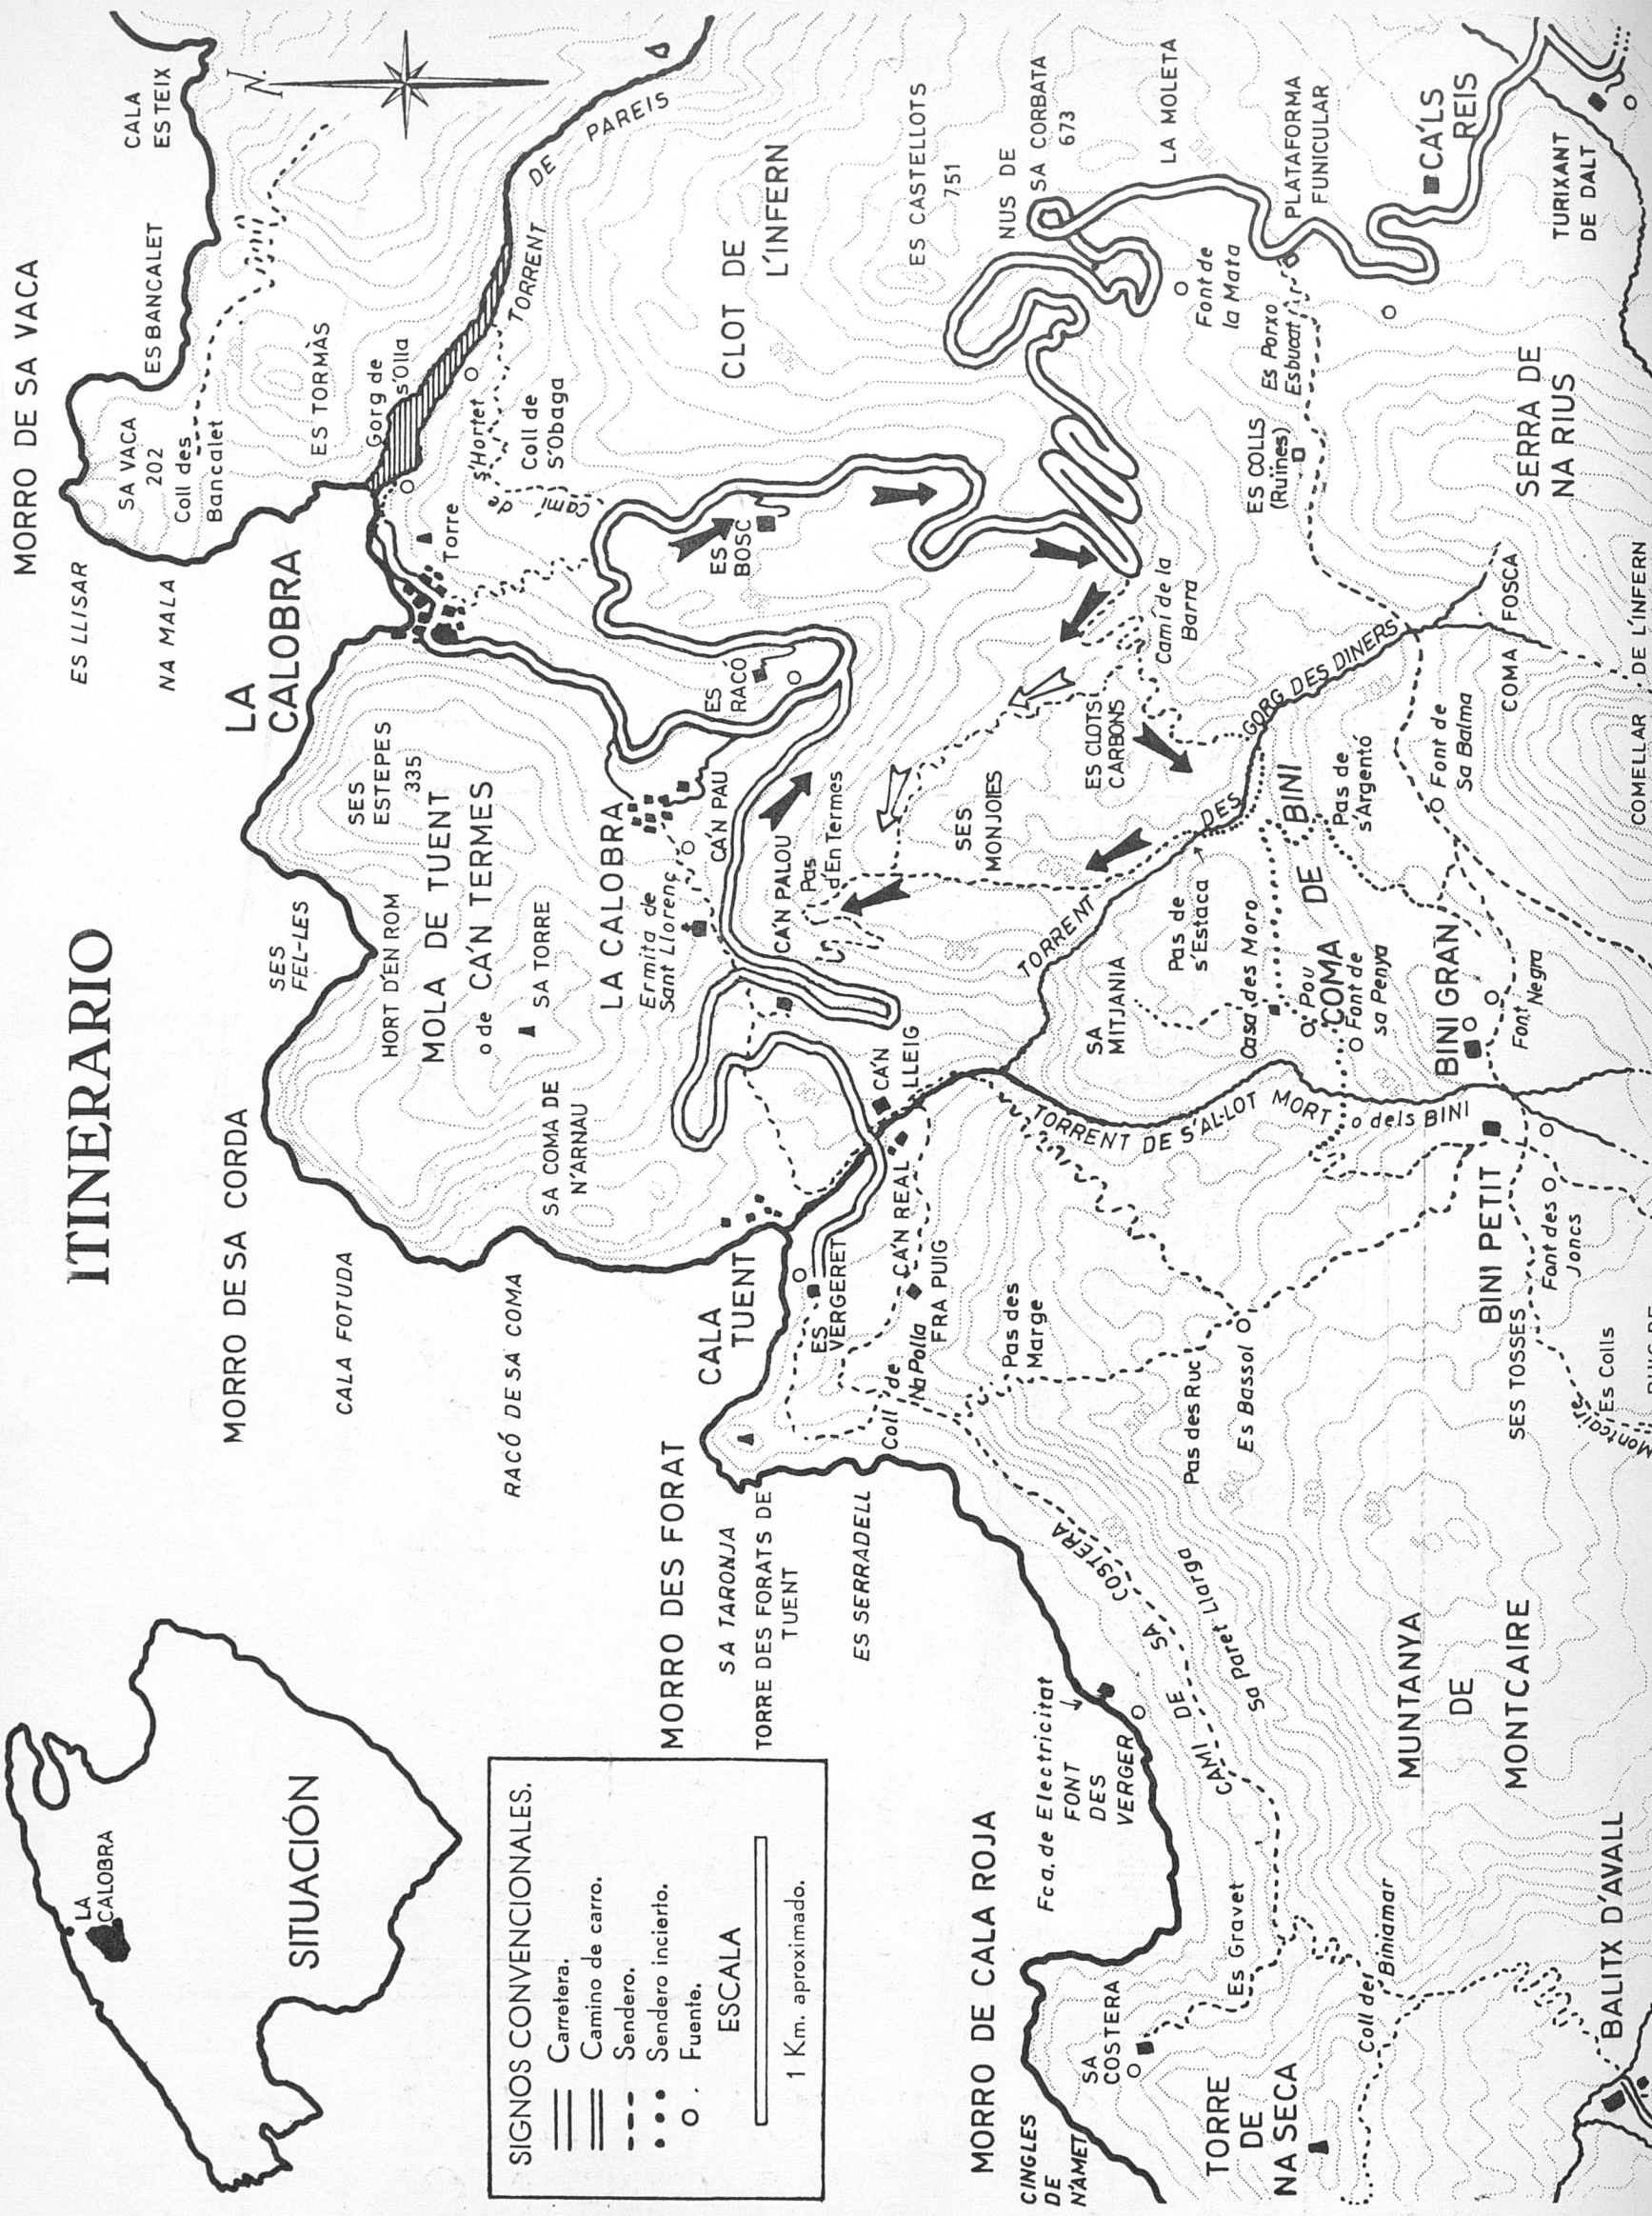 ITINERARIO
LA
CALOBRA
SITUACIÓN
SIGNOS CONVENCIONALES.
Carretera.
Camino de carro.
Sendero.
Sendero incierto.
Fuente.
ESCALA
1 Km. aproximado.
MORRO DE SA VACA
ES LLISAR
NA MALA
SA VACA
202
Coll des
Bancalet
ES BANCALET
CALA
ES TEIX
N.
ES TORMÀS
Gorg de
s'Olla
TORRENT
DE
PAREIS
LA
CALOBRA
Torre
Camí
de
s'Hortet
Coll de
S'Obaga
CLOT DE
L'INFERN
ES CASTELLOTS
751
NUS DE
SA CORBATA
673
LA MOLETA
PLATAFORMA
FUNICULAR
CA'LS
REIS
TURIXANT
DE DALT
Font de
la Mata
Es Porxo
Esbucat
ES COLLS
(Ruïnes)
SERRA DE
NA RIUS
ES
BOSC
ES
RACÓ
Camí de la
Barra
ES CLOTS
CARBONS
GORG DES DINERS
COMA FOSCA
COMELLAR DE L'INFERN
SES
ESTEPES
335
MOLA DE TUENT
o de CA'N TERMES
HORT D'EN ROM
SES
FEL-LES
SA TORRE
LA CALOBRA
CA'N PAU
Ermita de
Sant Llorenç
CA'N PALOU
Pas
d'En Termes
SES
MONJOIES
TORRENT
DES
BINI
Pas de
s'Argentó
Font de
Sa Balma
Pas de
s'Estaca
SA
MITJANIA
Casa des Moro
Pou
COMA DE
Font de
sa Penya
BINI GRAN
Font Negra
MORRO DE SA CORDA
CALA FOTUDA
RACÓ DE SA COMA
SA COMA DE
N'ARNAU
CALA
TUENT
ES
VERGERET
CA'N
LLEIG
CA'N REAL
FRA PUIG
Coll de
Na Polla
Pas des
Marge
TORRENT DE S'AL-LOT MORT o dels BINI
BINI PETIT
Font des
Joncs
SES TOSSES
Es Colls
Montcaire
Pas des Ruc
Es Bassol
MORRO DES FORAT
SA TARONJA
TORRE DES FORATS DE
TUENT
ES SERRADELL
CAMI DE SA COSTERA
Sa Paret Llarga
Fca. de Electricitat
FONT
DES
VERGER
MUNTANYA
DE
MONTCAIRE
MORRO DE CALA ROJA
CINGLES
DE
N'AMET
SA
COSTERA
Es Gravet
Coll de Biniamar
TORRE
DE
NA SECA
BALITX D'AVALL